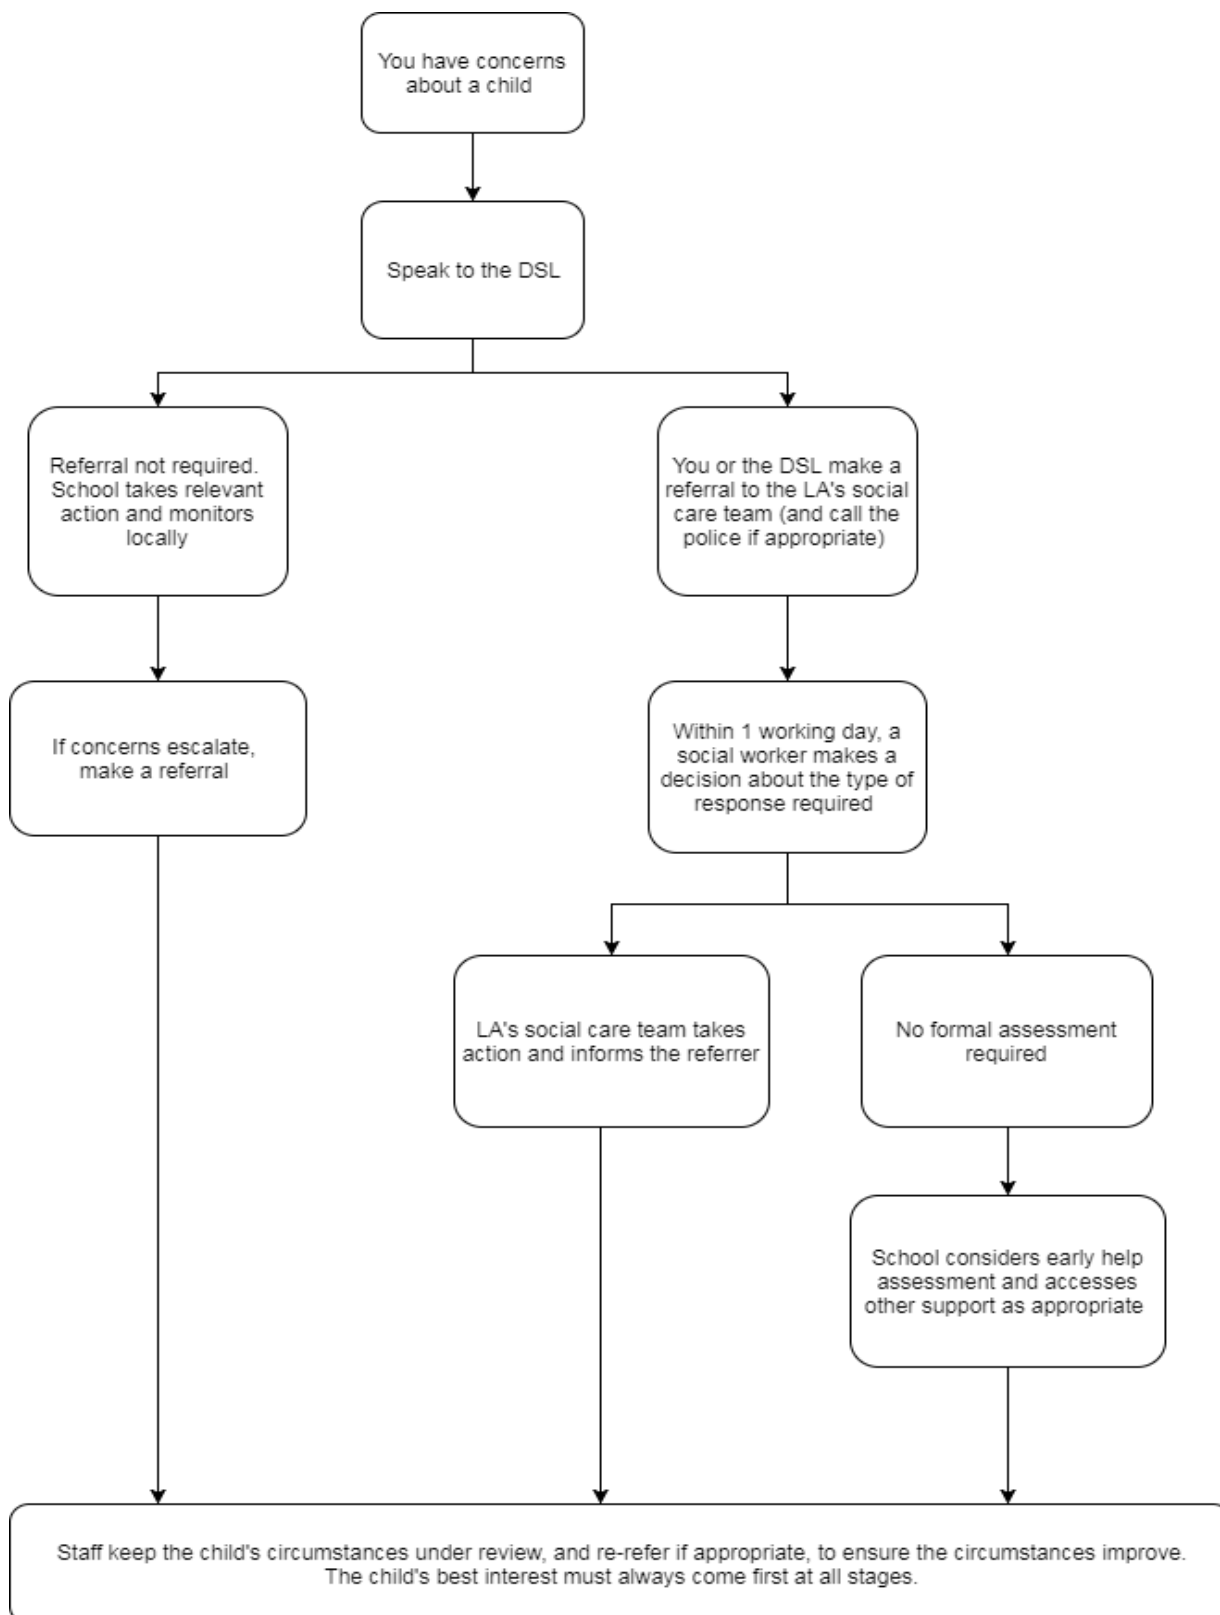 You have concerns
about a child
Speak to the DSL
Referral not required.
School takes relevant
action and monitors
locally
You or the DSL make a
referral to the LA's social
care team (and call the
police if appropriate)
If concerns escalate,
make a referral
Within 1 working day, a
social worker makes a
decision about the type of
response required
LA's social care team takes
action and informs the referrer
No formal assessment
required
School considers early help
assessment and accesses
other support as appropriate
Staff keep the child's circumstances under review, and re-refer if appropriate, to ensure the circumstances improve.
The child's best interest must always come first at all stages.